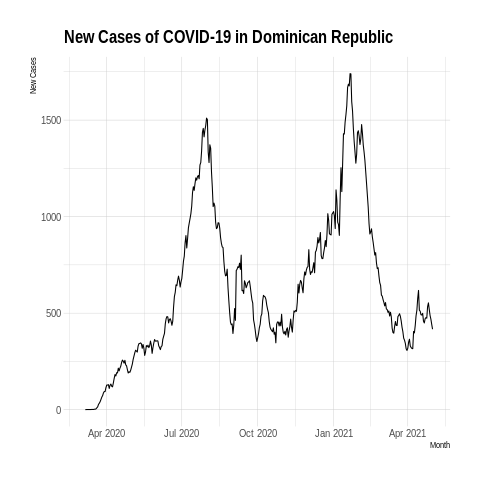 New Cases of COVID-19 in Dominican Republic
New Cases
1500
1000
500
0
Apr 2020 Jul 2020 Oct 2020 Jan 2021 Apr 2021
Month